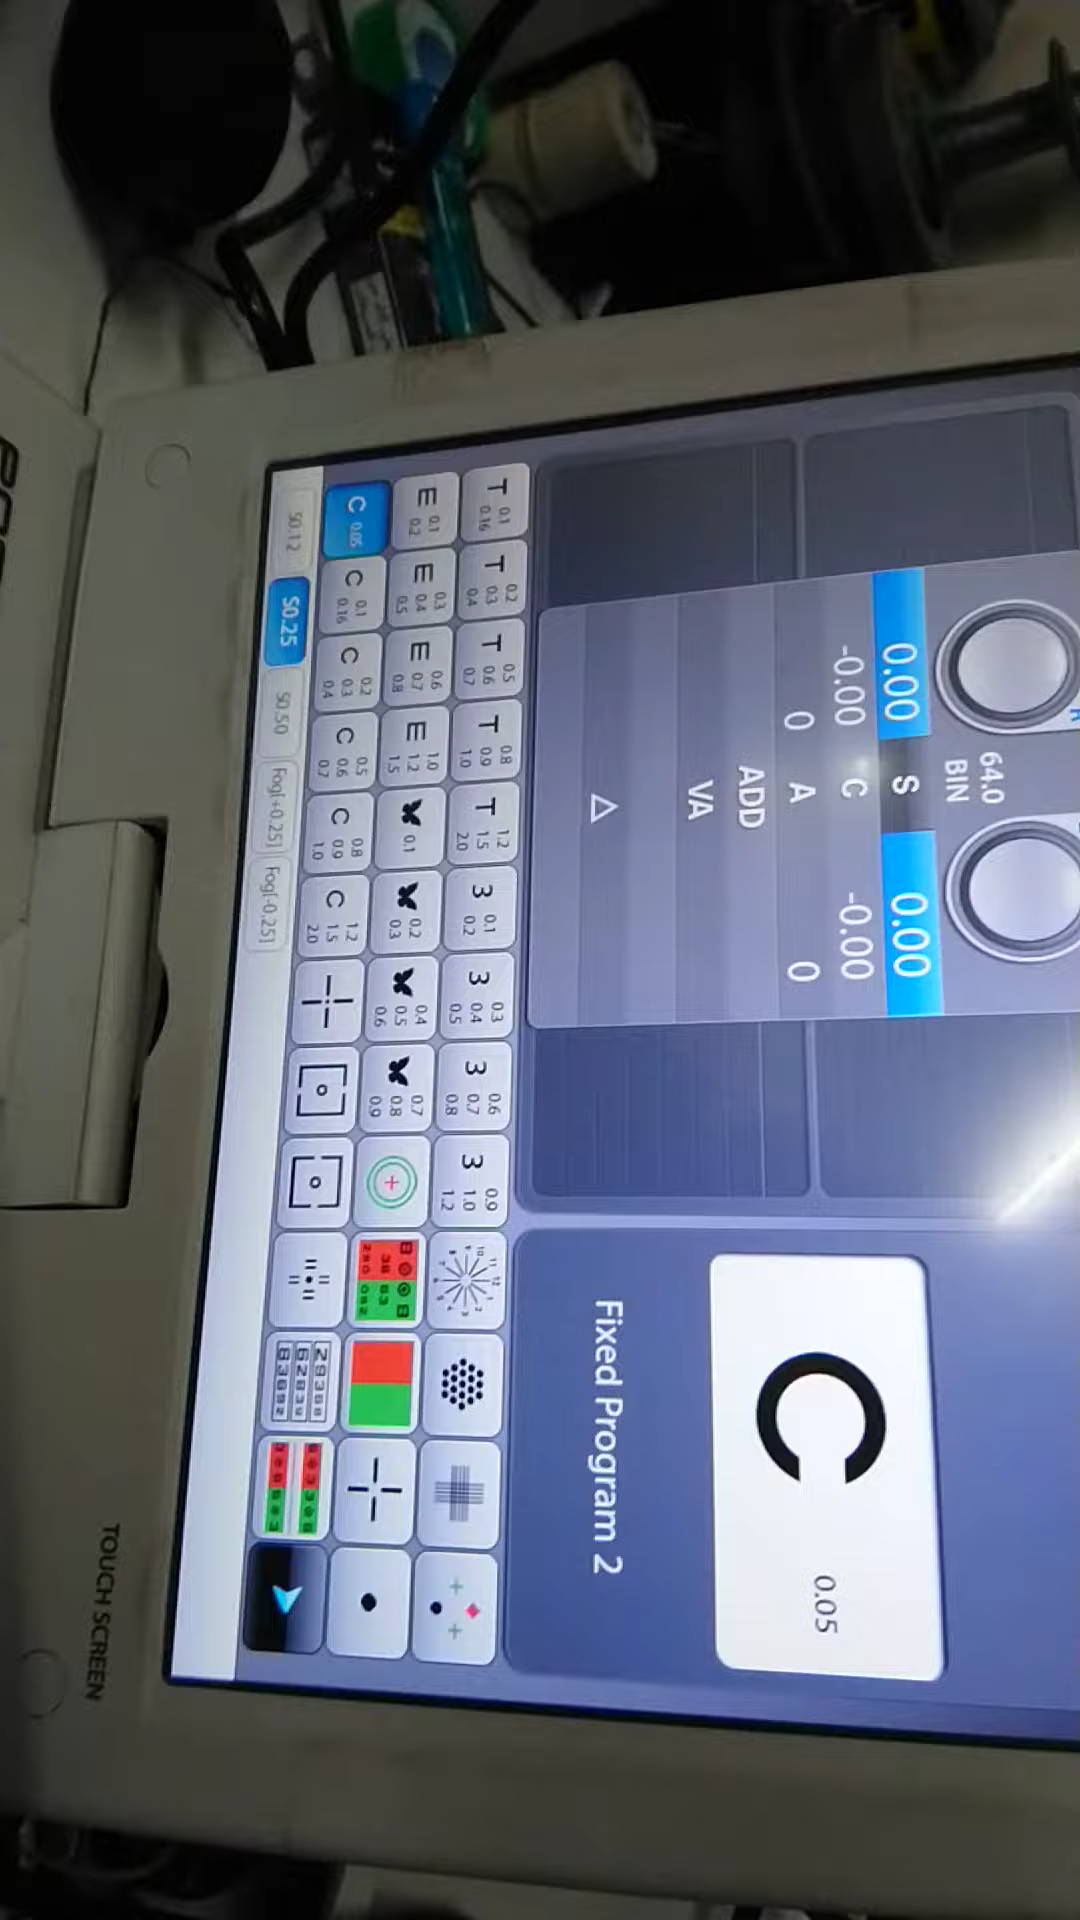 64.0
BIN
0.00 S 0.00
-0.00 C -0.00
0 A 0
ADD
VA
0.05
Fixed Program 2
T 0.1 0.16
T 0.2 0.3 0.4
T 0.5 0.6 0.7
T 0.8 0.9 1.0
T 1.2 1.5 2.0
3 0.1 0.2
3 0.3 0.4 0.5
3 0.6 0.7 0.8
3 0.9 1.0 1.2
E 0.1 0.2
E 0.3 0.4 0.5
E 0.6 0.7 0.8
E 1.0 1.2 1.5
0.1
0.2 0.3
0.4 0.5 0.6
0.7 0.8 0.9
C 0.05
C 0.1 0.16
C 0.2 0.3 0.4
C 0.5 0.6 0.7
C 0.8 0.9 1.0
C 1.2 1.5 2.0
S0.12
S0.25
S0.50
Fog[+0.25]
Fog[-0.25]
TOUCH SCREEN